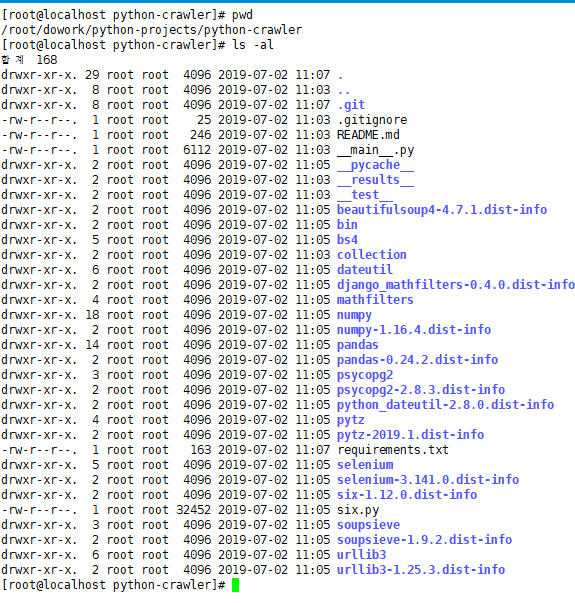 [root@localhost python-crawler]# pwd
/root/dowork/python-projects/python-crawler
[root@localhost python-crawler]# ls -al
합계 168
drwxr-xr-x. 29 root root  4096 2019-07-02 11:07 .
drwxr-xr-x.  8 root root  4096 2019-07-02 11:03 ..
drwxr-xr-x.  8 root root  4096 2019-07-02 11:07 .git
-rw-r--r--.  1 root root    25 2019-07-02 11:03 .gitignore
-rw-r--r--.  1 root root   246 2019-07-02 11:03 README.md
-rw-r--r--.  1 root root  6112 2019-07-02 11:03 __main__.py
drwxr-xr-x.  2 root root  4096 2019-07-02 11:05 __pycache__
drwxr-xr-x.  2 root root  4096 2019-07-02 11:03 __results__
drwxr-xr-x.  2 root root  4096 2019-07-02 11:03 __test__
drwxr-xr-x.  2 root root  4096 2019-07-02 11:05 beautifulsoup4-4.7.1.dist-info
drwxr-xr-x.  2 root root  4096 2019-07-02 11:05 bin
drwxr-xr-x.  5 root root  4096 2019-07-02 11:05 bs4
drwxr-xr-x.  2 root root  4096 2019-07-02 11:03 collection
drwxr-xr-x.  6 root root  4096 2019-07-02 11:05 dateutil
drwxr-xr-x.  2 root root  4096 2019-07-02 11:05 django_mathfilters-0.4.0.dist-info
drwxr-xr-x.  4 root root  4096 2019-07-02 11:05 mathfilters
drwxr-xr-x. 18 root root  4096 2019-07-02 11:05 numpy
drwxr-xr-x.  2 root root  4096 2019-07-02 11:05 numpy-1.16.4.dist-info
drwxr-xr-x. 14 root root  4096 2019-07-02 11:05 pandas
drwxr-xr-x.  2 root root  4096 2019-07-02 11:05 pandas-0.24.2.dist-info
drwxr-xr-x.  3 root root  4096 2019-07-02 11:05 psycopg2
drwxr-xr-x.  2 root root  4096 2019-07-02 11:05 psycopg2-2.8.3.dist-info
drwxr-xr-x.  2 root root  4096 2019-07-02 11:05 python_dateutil-2.8.0.dist-info
drwxr-xr-x.  4 root root  4096 2019-07-02 11:05 pytz
drwxr-xr-x.  2 root root  4096 2019-07-02 11:05 pytz-2019.1.dist-info
-rw-r--r--.  1 root root   163 2019-07-02 11:07 requirements.txt
drwxr-xr-x.  5 root root  4096 2019-07-02 11:05 selenium
drwxr-xr-x.  2 root root  4096 2019-07-02 11:05 selenium-3.141.0.dist-info
drwxr-xr-x.  2 root root  4096 2019-07-02 11:05 six-1.12.0.dist-info
-rw-r--r--.  1 root root 32452 2019-07-02 11:05 six.py
drwxr-xr-x.  3 root root  4096 2019-07-02 11:05 soupsieve
drwxr-xr-x.  2 root root  4096 2019-07-02 11:05 soupsieve-1.9.2.dist-info
drwxr-xr-x.  6 root root  4096 2019-07-02 11:05 urllib3
drwxr-xr-x.  2 root root  4096 2019-07-02 11:05 urllib3-1.25.3.dist-info
[root@localhost python-crawler]#